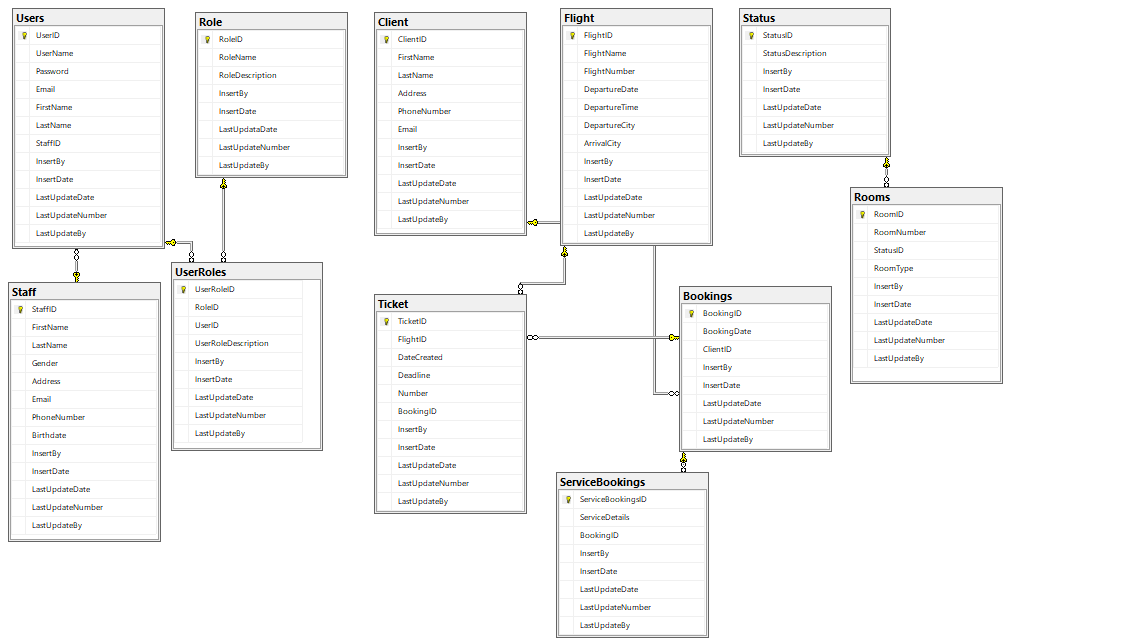 Users
UserID
UserName
Password
Email
FirstName
LastName
StaffID
InsertBy
InsertDate
LastUpdateDate
LastUpdateNumber
LastUpdateBy
Role
RoleID
RoleName
RoleDescription
InsertBy
InsertDate
LastUpdataDate
LastUpdateNumber
LastUpdateBy
Client
ClientID
FirstName
LastName
Address
PhoneNumber
Email
InsertBy
InsertDate
LastUpdateDate
LastUpdateNumber
LastUpdateBy
Flight
FlightID
FlightName
FlightNumber
DepartureDate
DepartureTime
DepartureCity
ArrivalCity
InsertBy
InsertDate
LastUpdateDate
LastUpdateNumber
LastUpdateBy
Status
StatusID
StatusDescription
InsertBy
InsertDate
LastUpdateDate
LastUpdateNumber
LastUpdateBy
Rooms
RoomID
RoomNumber
StatusID
RoomType
InsertBy
InsertDate
LastUpdateDate
LastUpdateNumber
LastUpdateBy
Staff
StaffID
FirstName
LastName
Gender
Address
Email
PhoneNumber
Birthdate
InsertBy
InsertDate
LastUpdateDate
LastUpdateNumber
LastUpdateBy
UserRoles
UserRoleID
RoleID
UserID
UserRoleDescription
InsertBy
InsertDate
LastUpdateDate
LastUpdateNumber
LastUpdateBy
Ticket
TicketID
FlightID
DateCreated
Deadline
Number
BookingID
InsertBy
InsertDate
LastUpdateDate
LastUpdateNumber
LastUpdateBy
Bookings
BookingID
BookingDate
ClientID
InsertBy
InsertDate
LastUpdateDate
LastUpdateNumber
LastUpdateBy
ServiceBookings
ServiceBookingsID
ServiceDetails
BookingID
InsertBy
InsertDate
LastUpdateDate
LastUpdateNumber
LastUpdateBy